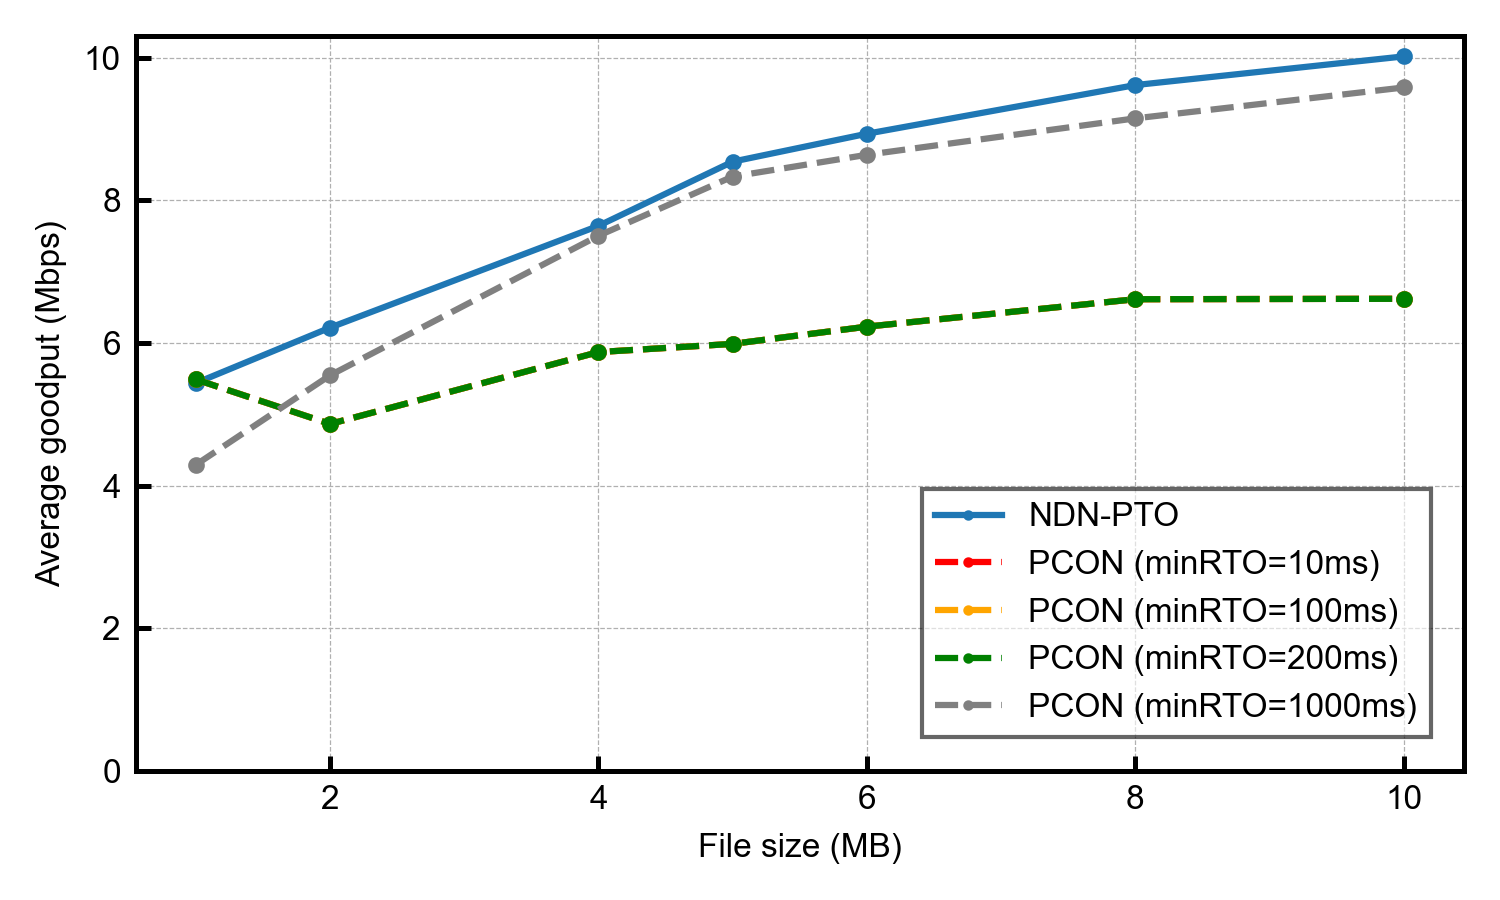 10
8
6
4
2
0
Average goodput (Mbps)
NDN-PTO
PCON (minRTO=10ms)
PCON (minRTO=100ms)
PCON (minRTO=200ms)
PCON (minRTO=1000ms)
2 4 6 8 10
File size (MB)